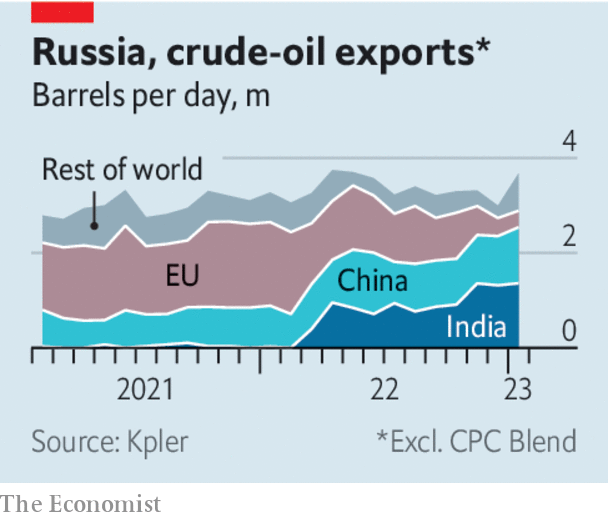 Russia, crude-oil exports*
Barrels per day, m
4
Rest of world
2
EU
China
India
0
2021 22 23
Source: Kpler *Excl. CPC Blend
The Economist